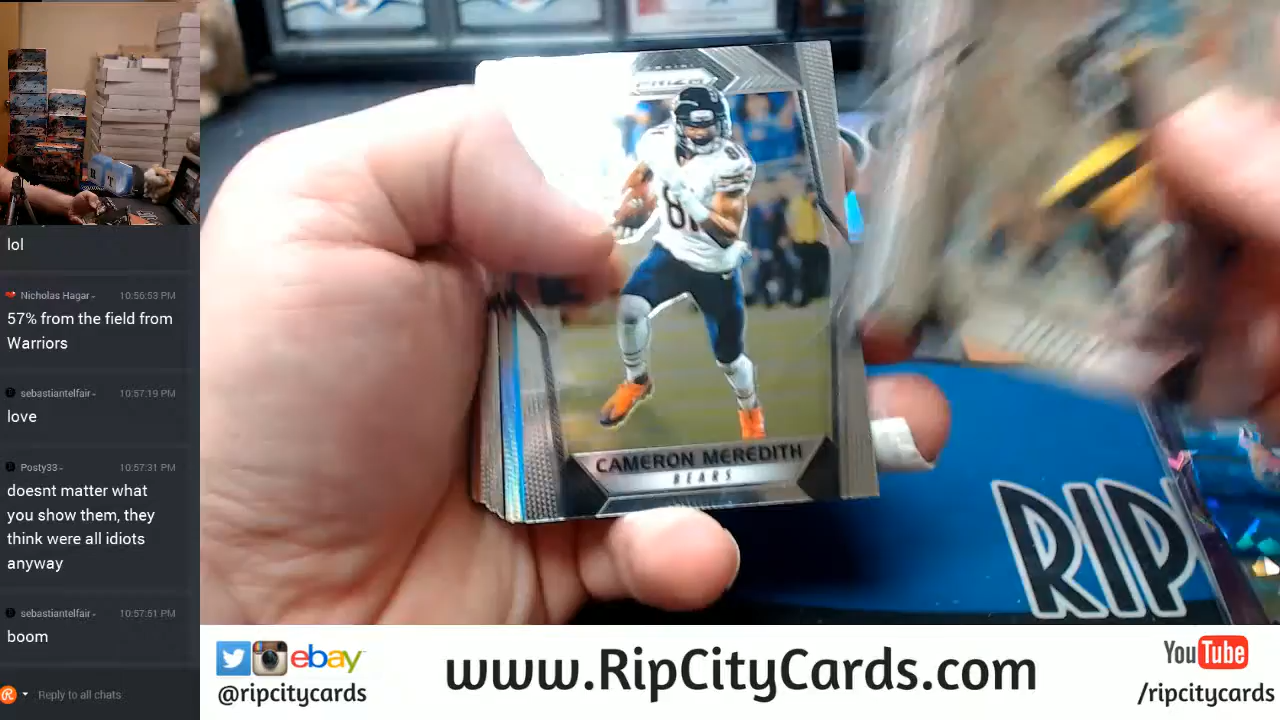 lol
Nicholas Hagar 10:56:53 PM
57% from the field from
Warriors
sebastiantelfair 10:57:19 PM
love
Posty33 10:57:31 PM
doesnt matter what
you show them, they
think were all idiots
anyway
sebastiantelfair 10:57:51 PM
boom
Reply to all chats
PRIZM
81
CAMERON MEREDITH
BEARS
RIP
ebay
@ripcitycards
www.RipCityCards.com
YouTube
/ripcitycards